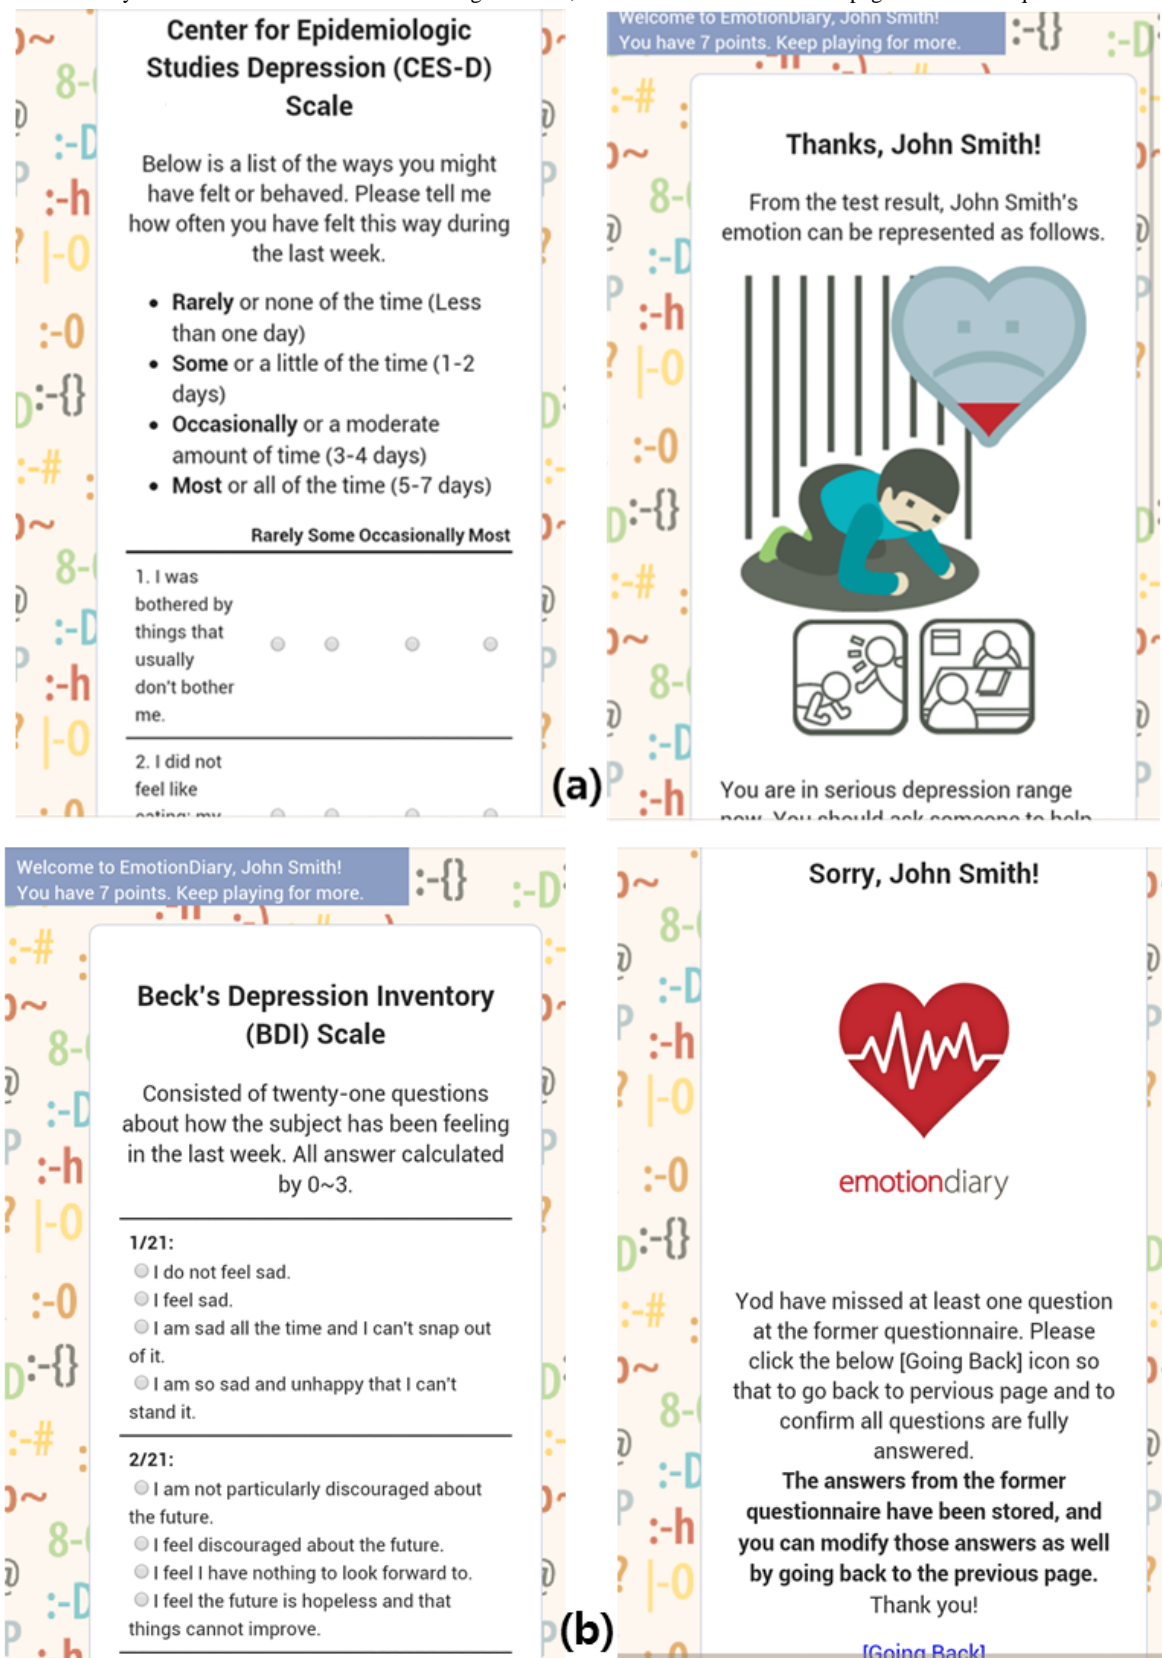 Center for Epidemiologic
Studies Depression (CES-D)
Scale
Below is a list of the ways you might
have felt or behaved. Please tell me
how often you have felt this way during
the last week.
• Rarely or none of the time (Less
than one day)
• Some or a little of the time (1-2
days)
• Occasionally or a moderate
amount of time (3-4 days)
• Most or all of the time (5-7 days)
Rarely Some Occasionally Most
1. I was
bothered by
things that
usually
don't bother
me.
2. I did not
feel like
eating; my
Welcome to EmotionDiary, John Smith!
You have 7 points. Keep playing for more.
Thanks, John Smith!
From the test result, John Smith's
emotion can be represented as follows.
You are in serious depression range
now. You should ask someone to help
(a)
Welcome to EmotionDiary, John Smith!
You have 7 points. Keep playing for more.
Beck's Depression Inventory
(BDI) Scale
Consisted of twenty-one questions
about how the subject has been feeling
in the last week. All answer calculated
by 0~3.
1/21:
I do not feel sad.
I feel sad.
I am sad all the time and I can't snap out
of it.
I am so sad and unhappy that I can't
stand it.
2/21:
I am not particularly discouraged about
the future.
I feel discouraged about the future.
I feel I have nothing to look forward to.
I feel the future is hopeless and that
things cannot improve.
Sorry, John Smith!
emotiondiary
Yod have missed at least one question
at the former questionnaire. Please
click the below [Going Back] icon so
that to go back to pervious page and to
confirm all questions are fully
answered.
The answers from the former
questionnaire have been stored, and
you can modify those answers as well
by going back to the previous page.
Thank you!
[Going Back]
(b)